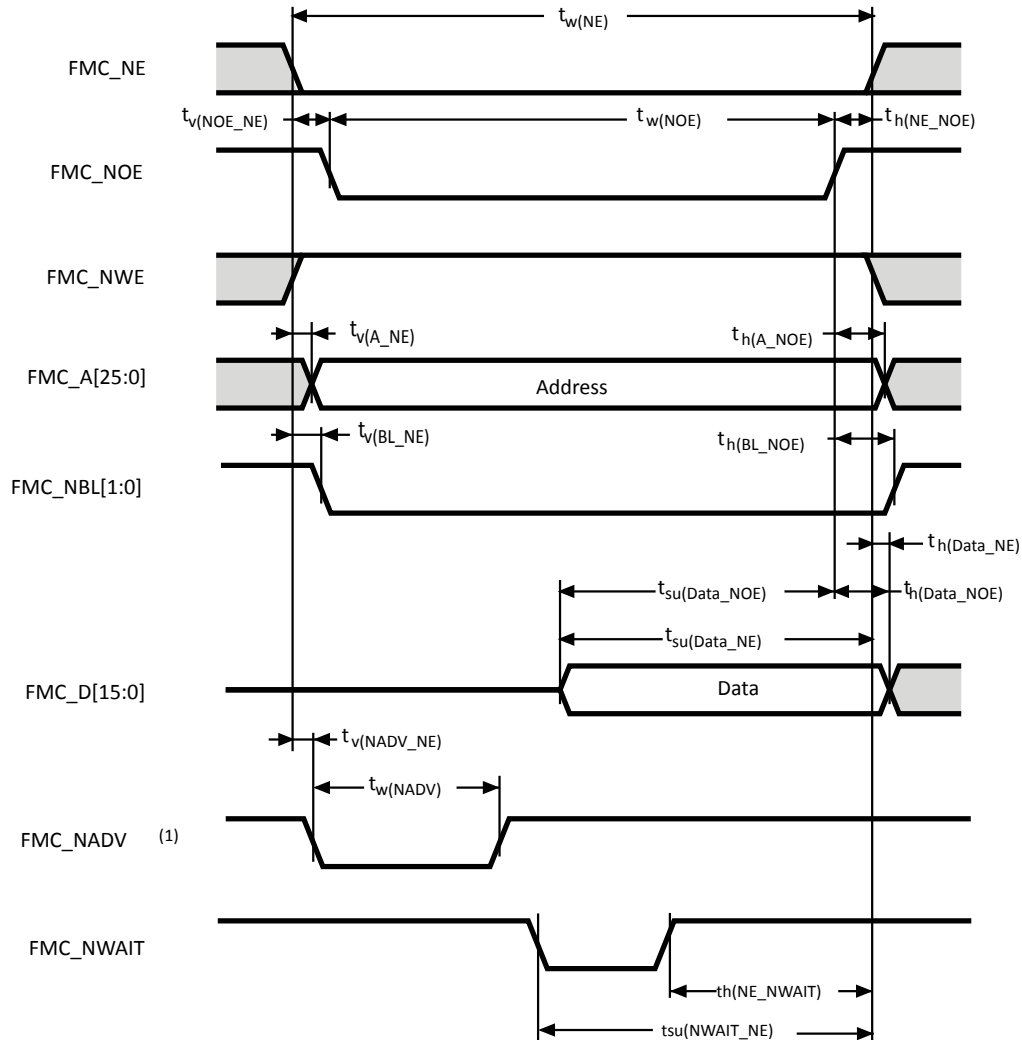 tw(NE)
FMC_NE
tv(NOE_NE)
tw(NOE)
th(NE_NOE)
FMC_NOE
FMC_NWE
tv(A_NE)
th(A_NOE)
FMC_A[25:0]
Address
tv(BL_NE)
th(BL_NOE)
FMC_NBL[1:0]
th(Data_NE)
tsu(Data_NOE)
th(Data_NOE)
tsu(Data_NE)
FMC_D[15:0]
Data
tv(NADV_NE)
tw(NADV)
FMC_NADV (1)
FMC_NWAIT
th(NE_NWAIT)
tsu(NWAIT_NE)